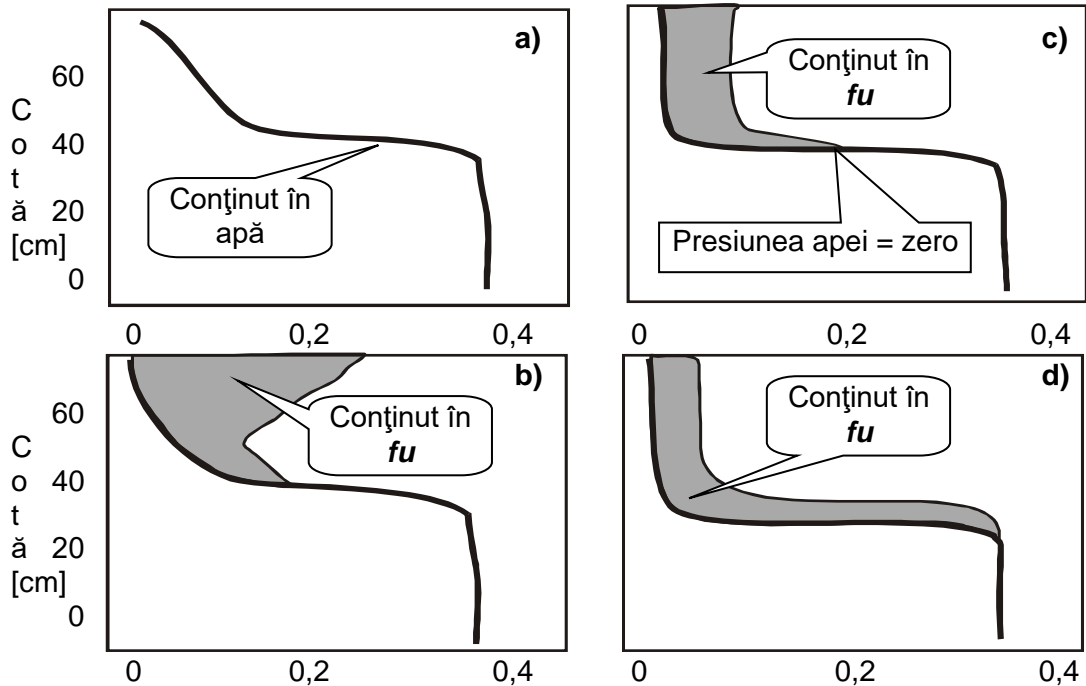 a)
60
C
o 40
t
ă 20
[cm]
0
Conţinut în
apă
0 0,2 0,4
c)
Conţinut în
fu
Presiunea apei = zero
0 0,2 0,4
b)
60
C
o 40
t
ă 20
[cm]
0
Conţinut în
fu
0 0,2 0,4
d)
Conţinut în
fu
0 0,2 0,4